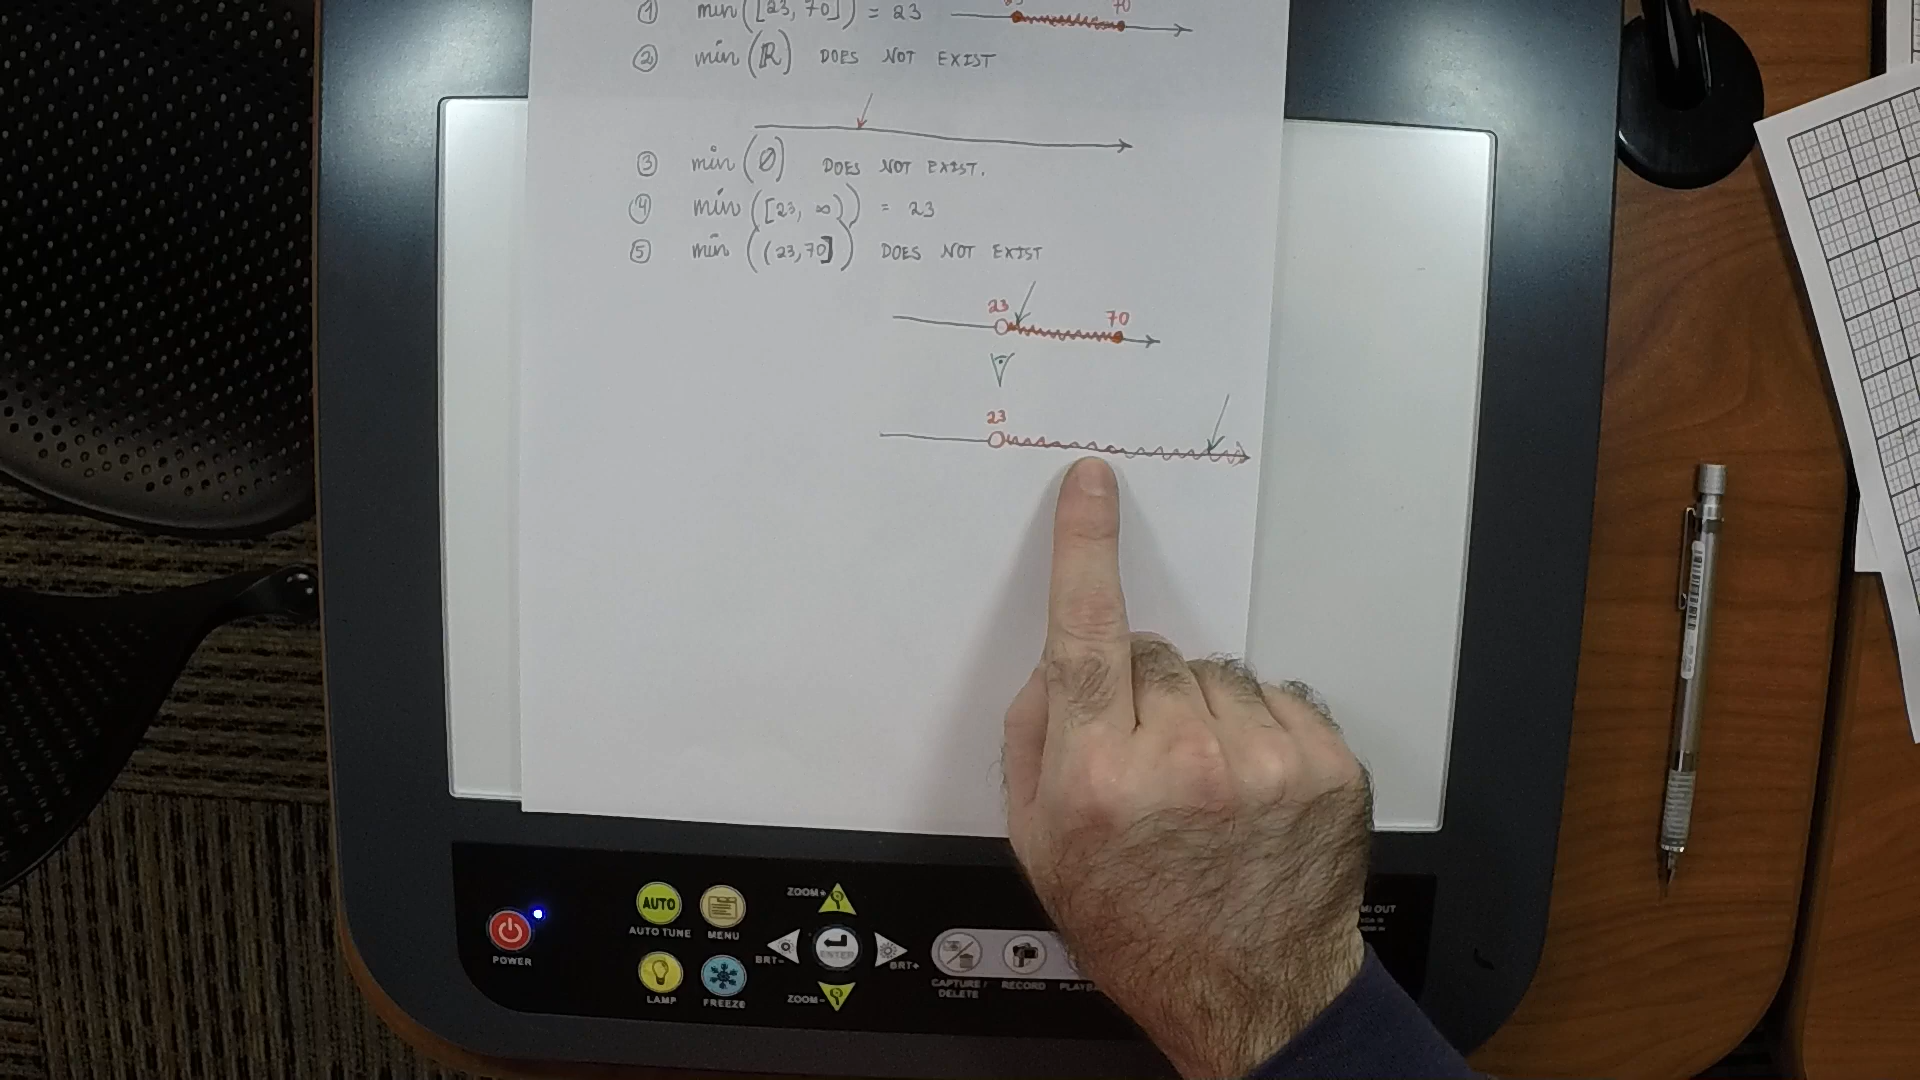 ① min([23, 70]) = 23
70
② min(ℝ) DOES NOT EXIST
③ min(∅) DOES NOT EXIST.
④ min([23, ∞)) = 23
⑤ min((23,70]) DOES NOT EXIST
23
70
23
AUTO
AUTO TUNE
MENU
ZOOM+
BRT-
ENTER
BRT+
POWER
LAMP
FREEZE
ZOOM-
CAPTURE /
DELETE
RECORD
OUT